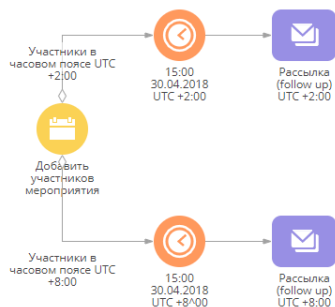 Участники в
часовом поясе UTC
+2:00
15:00
30.04.2018
UTC +2:00
Рассылка
(follow up)
UTC +2:00
Добавить
участников
мероприятия
Участники в
часовом поясе UTC
+8:00
15:00
30.04.2018
UTC +8^00
Рассылка
(follow up)
UTC +8:00